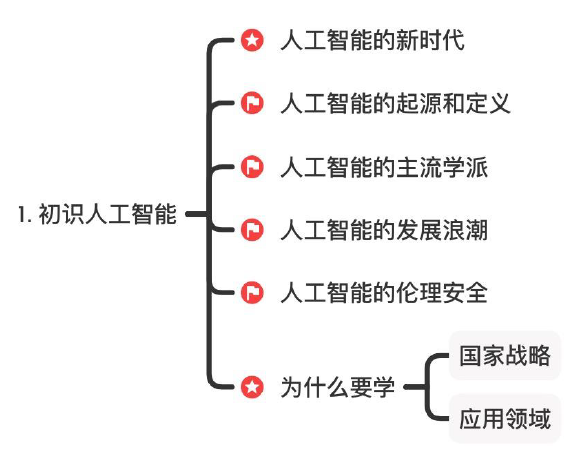 人工智能的新时代
人工智能的起源和定义
人工智能的主流学派
1. 初识人工智能
人工智能的发展浪潮
人工智能的伦理安全
国家战略
为什么要学
应用领域